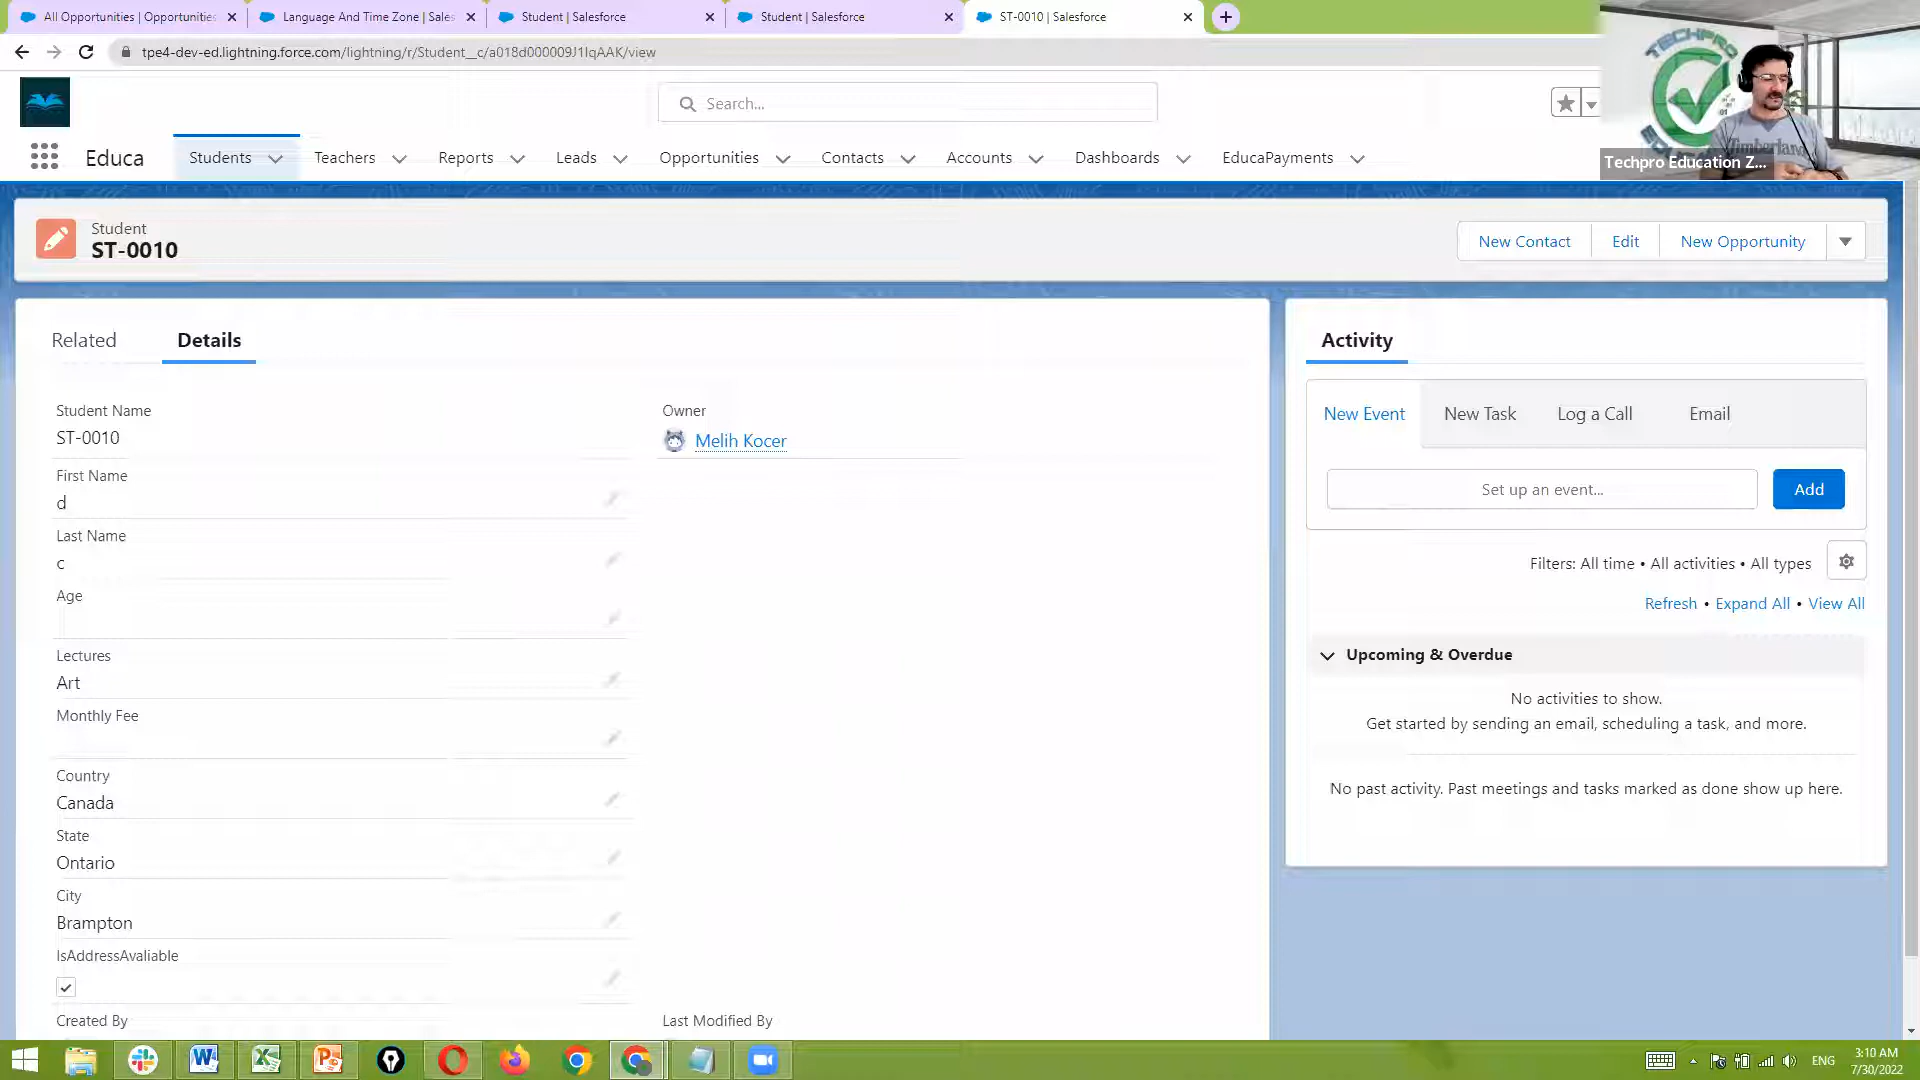 All Opportunities | Opportunities
Language And Time Zone | Sales
Student | Salesforce
Student | Salesforce
ST-0010 | Salesforce
tpe4-dev-ed.lightning.force.com/lightning/r/Student__c/a018d000009J1IqAAK/view
Search...
TECHPRO
Timberland
Educa
Students
Teachers
Reports
Leads
Opportunities
Contacts
Accounts
Dashboards
EducaPayments
Techpro Education Z...
Student
ST-0010
New Contact
Edit
New Opportunity
Related
Details
Student Name
ST-0010
Owner
Melih Kocer
First Name
d
Last Name
c
Age
Lectures
Art
Monthly Fee
Country
Canada
State
Ontario
City
Brampton
IsAddressAvaliable
Created By
Last Modified By
Activity
New Event
New Task
Log a Call
Email
Set up an event...
Add
Filters: All time • All activities • All types
Refresh • Expand All • View All
Upcoming & Overdue
No activities to show.
Get started by sending an email, scheduling a task, and more.
No past activity. Past meetings and tasks marked as done show up here.
ENG
3:10 AM
7/30/2022